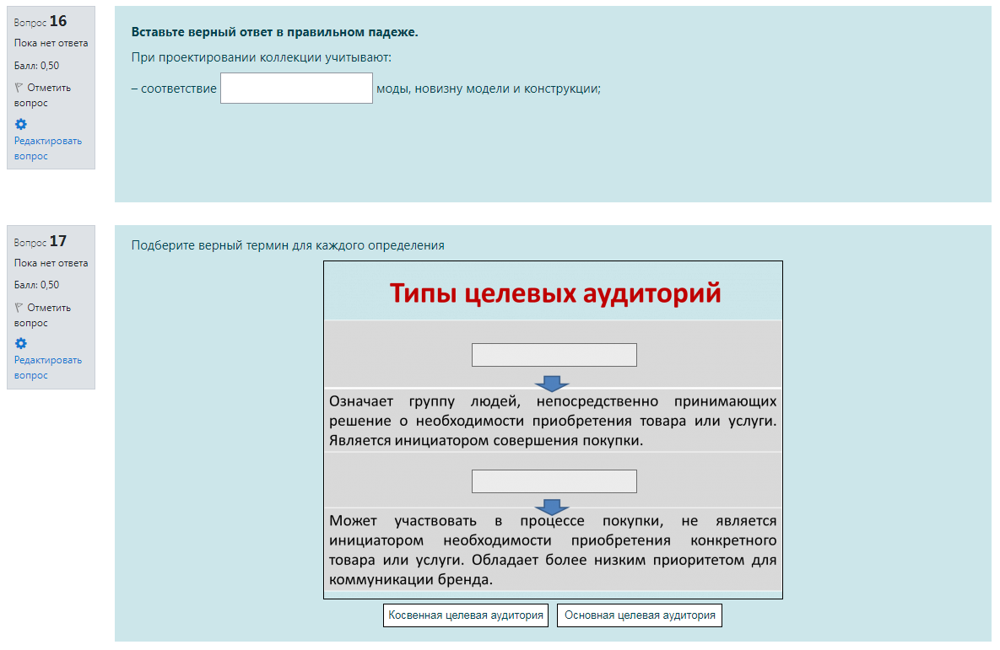 Вопрос 16
Пока нет ответа
Балл: 0,50
Отметить
вопрос
Редактировать
вопрос
Вставьте верный ответ в правильном падеже.
При проектировании коллекции учитывают:
– соответствие моды, новизну модели и конструкции;
Вопрос 17
Пока нет ответа
Балл: 0,50
Отметить
вопрос
Редактировать
вопрос
Подберите верный термин для каждого определения
Типы целевых аудиторий
Означает группу людей, непосредственно принимающих
решение о необходимости приобретения товара или услуги.
Является инициатором совершения покупки.
Может участвовать в процессе покупки, не является
инициатором необходимости приобретения конкретного
товара или услуги. Обладает более низким приоритетом для
коммуникации бренда.
Косвенная целевая аудитория
Основная целевая аудитория